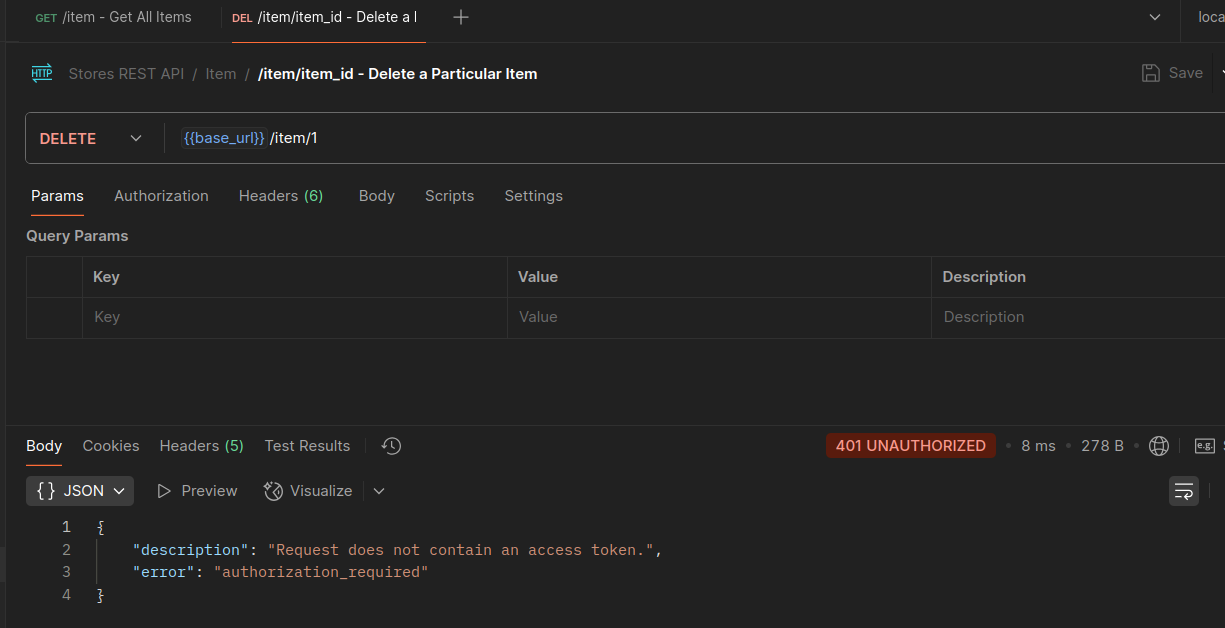 GET /item - Get All Items DEL /item/item_id - Delete a I loca
HTTP Stores REST API / Item / /item/item_id - Delete a Particular Item Save
DELETE {{base_url}} /item/1
Params Authorization Headers (6) Body Scripts Settings
Query Params
Key Value Description
Key Value Description
Body Cookies Headers (5) Test Results 401 UNAUTHORIZED • 8 ms • 278 B • e.g.
{ } JSON Preview Visualize
1 {
2 "description": "Request does not contain an access token.",
3 "error": "authorization_required"
4 }